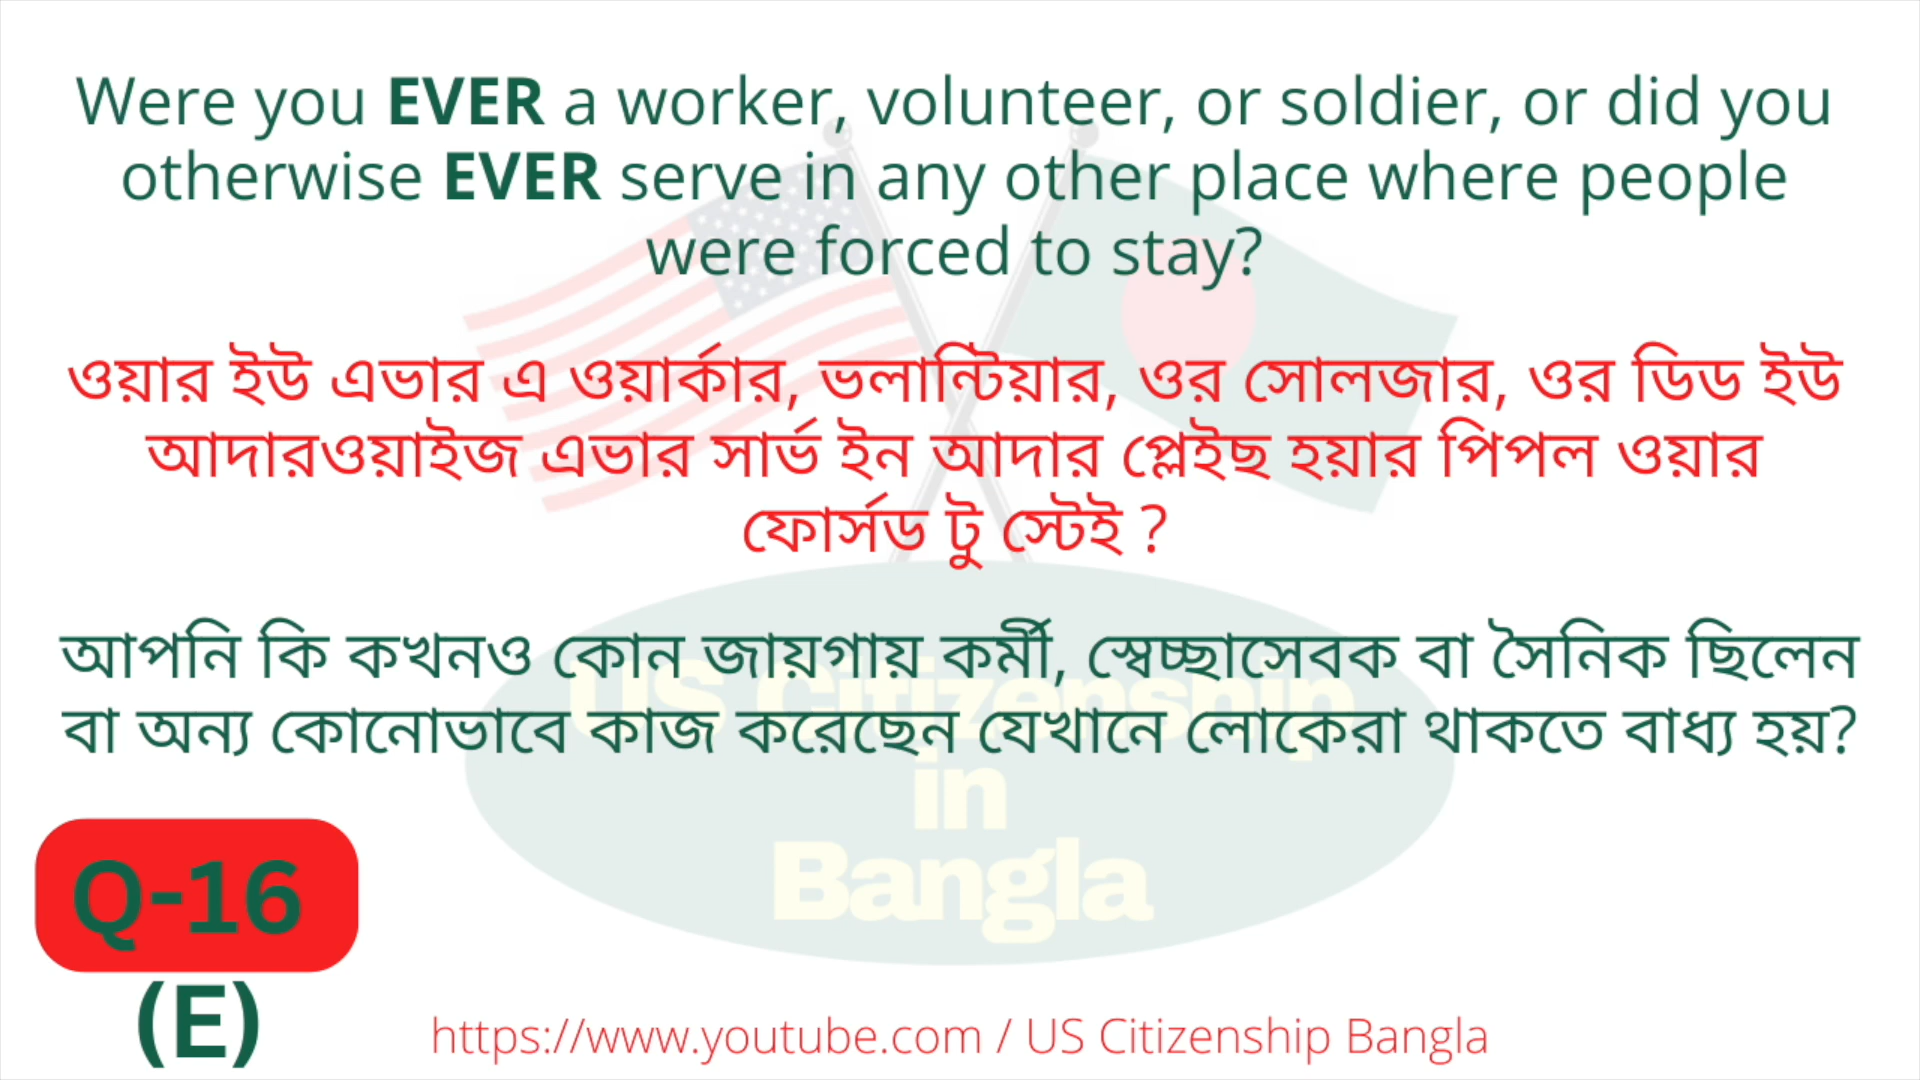 Were you EVER a worker, volunteer, or soldier, or did you
otherwise EVER serve in any other place where people
were forced to stay?
ওয়ার ইউ এভার এ ওয়ার্কার, ভলান্টিয়ার, ওর সোলজার, ওর ডিড ইউ
আদারওয়াইজ এভার সার্ভ ইন আদার প্লেইছ হয়ার পিপল ওয়ার
ফোর্সড টু স্টেই ?
আপনি কি কখনও কোন জায়গায় কর্মী, স্বেচ্ছাসেবক বা সৈনিক ছিলেন
বা অন্য কোনোভাবে কাজ করেছেন যেখানে লোকেরা থাকতে বাধ্য হয়?
US Citizenship
in
Bangla
Q-16
(E)
https://www.youtube.com / US Citizenship Bangla